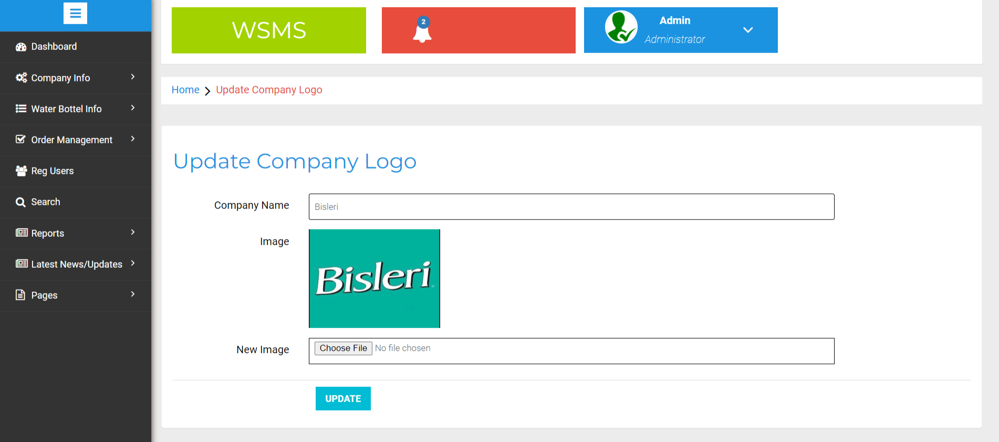 WSMS
2
Admin
Administrator
Dashboard
Company Info
Water Bottel Info
Order Management
Reg Users
Search
Reports
Latest News/Updates
Pages
Home
Update Company Logo
Update Company Logo
Company Name
Bisleri
Image
Bisleri
New Image
Choose File No file chosen
UPDATE